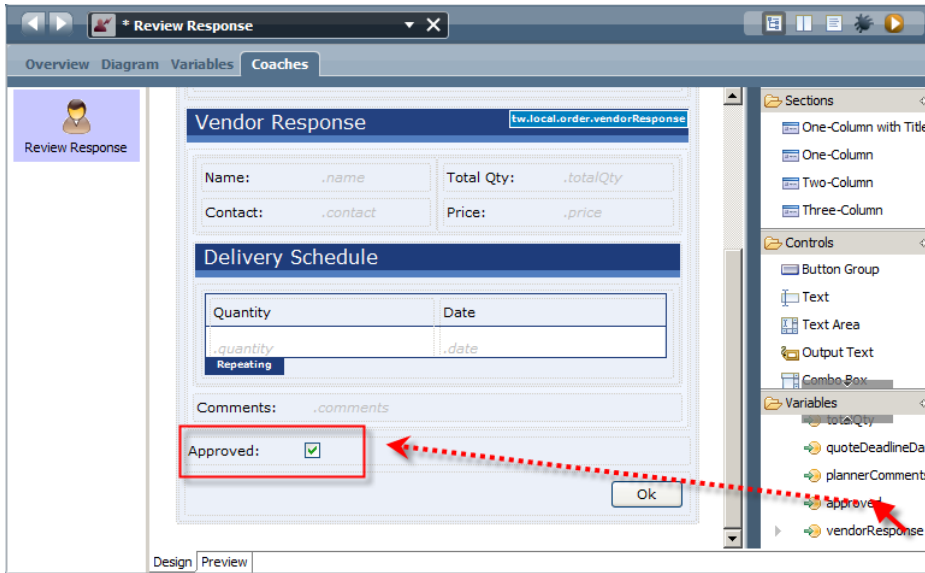 * Review Response
Overview Diagram Variables Coaches
Review Response
Vendor Response
tw.local.order.vendorResponse
Name: .name Total Qty: .totalQty
Contact: .contact Price: .price
Delivery Schedule
Quantity Date
.quantity .date
Repeating
Comments: .comments
Approved:
Ok
Design Preview
Sections
One-Column with Title
One-Column
Two-Column
Three-Column
Controls
Button Group
Text
Text Area
Output Text
Combo Box
Variables
totalQty
quoteDeadlineDa
plannerComments
approved
vendorResponse